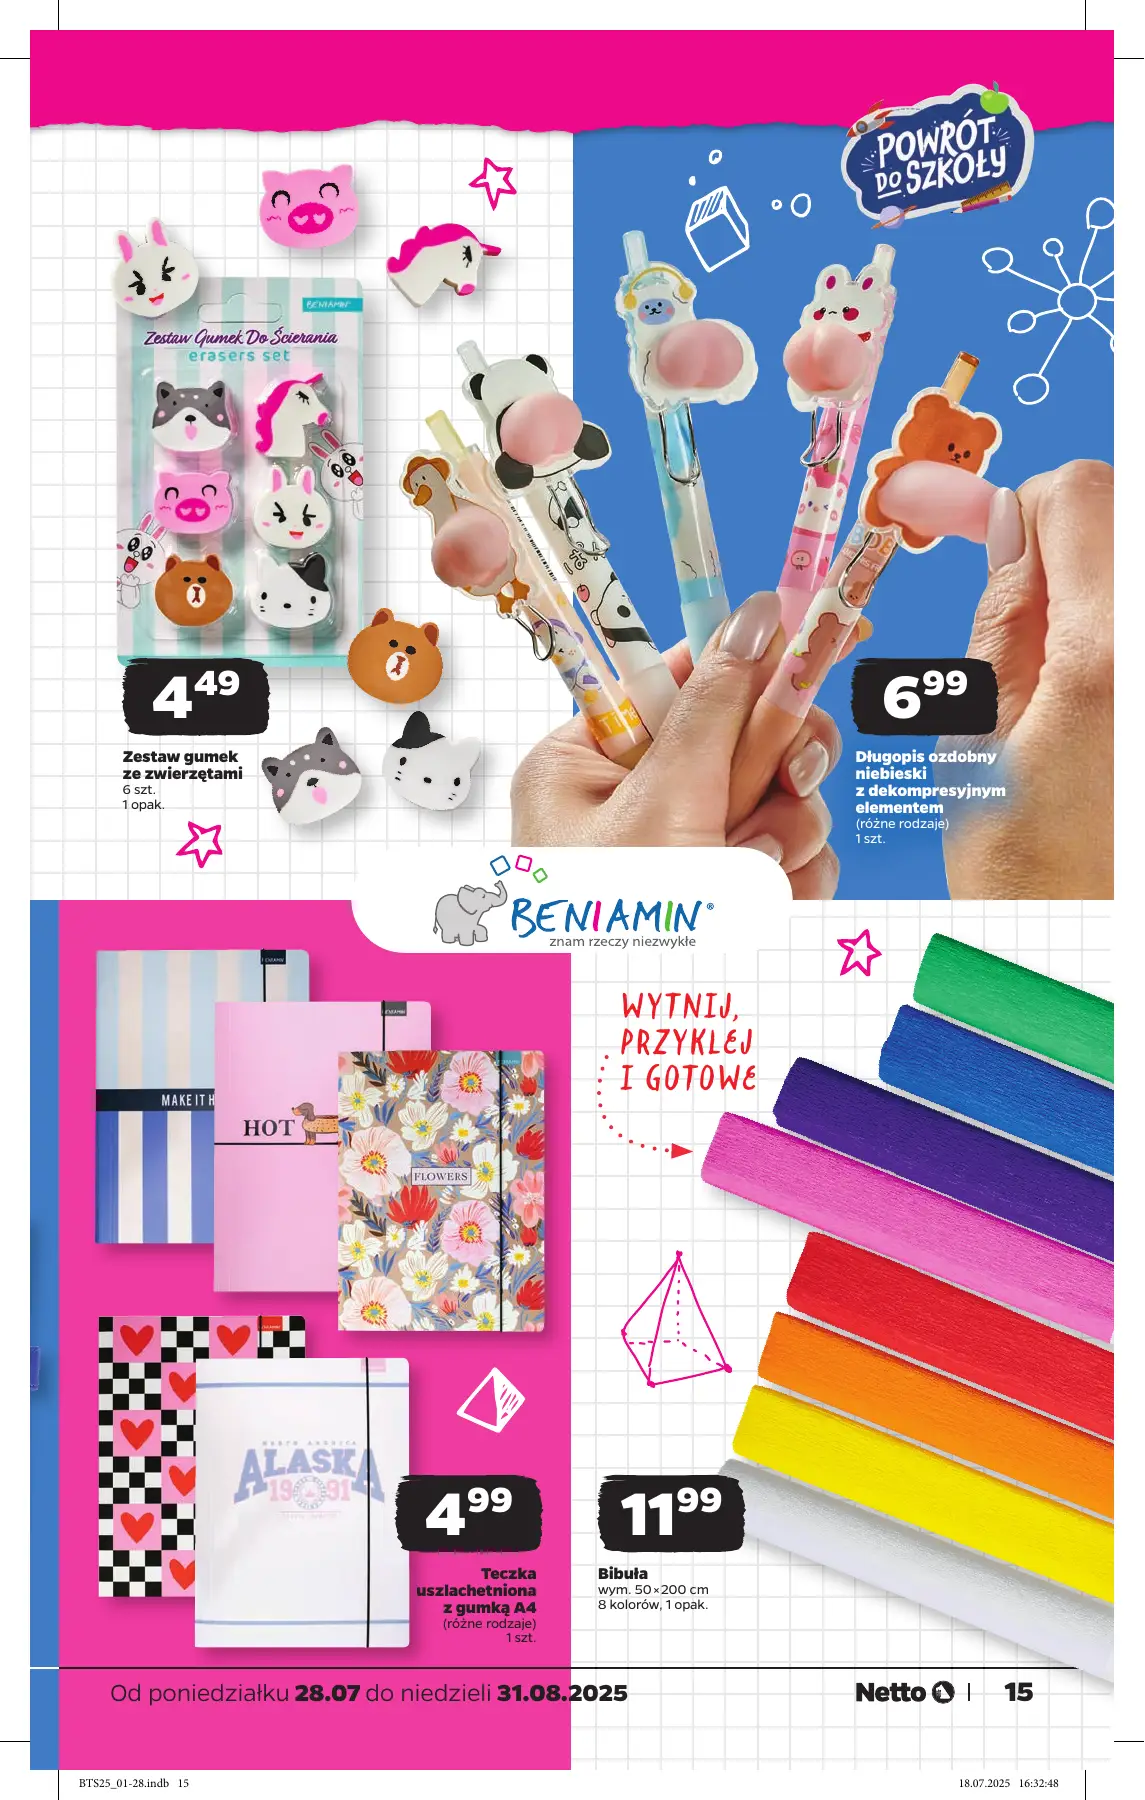 POWRÓT
DO SZKOŁY
BENIAMIN
Zestaw Gumek Do Ścierania
erasers set
4 49
Zestaw gumek
ze zwierzętami
6 szt.
1 opak.
6 99
Długopis ozdobny
niebieski
z dekompresyjnym
elementem
(różne rodzaje)
1 szt.
BENIAMIN®
znam rzeczy niezwykłe
MAKE IT H
HOT
FLOWERS
NORTH AMERICA
ALASKA
1991
WYTNIJ,
PRZYKLEJ
I GOTOWE
4 99
Teczka
uszlachetniona
z gumką A4
(różne rodzaje)
1 szt.
11 99
Bibuła
wym. 50×200 cm
8 kolorów, 1 opak.
Od poniedziałku 28.07 do niedzieli 31.08.2025
Netto | 15
BTS25_01-28.indb 15
18.07.2025 16:32:48